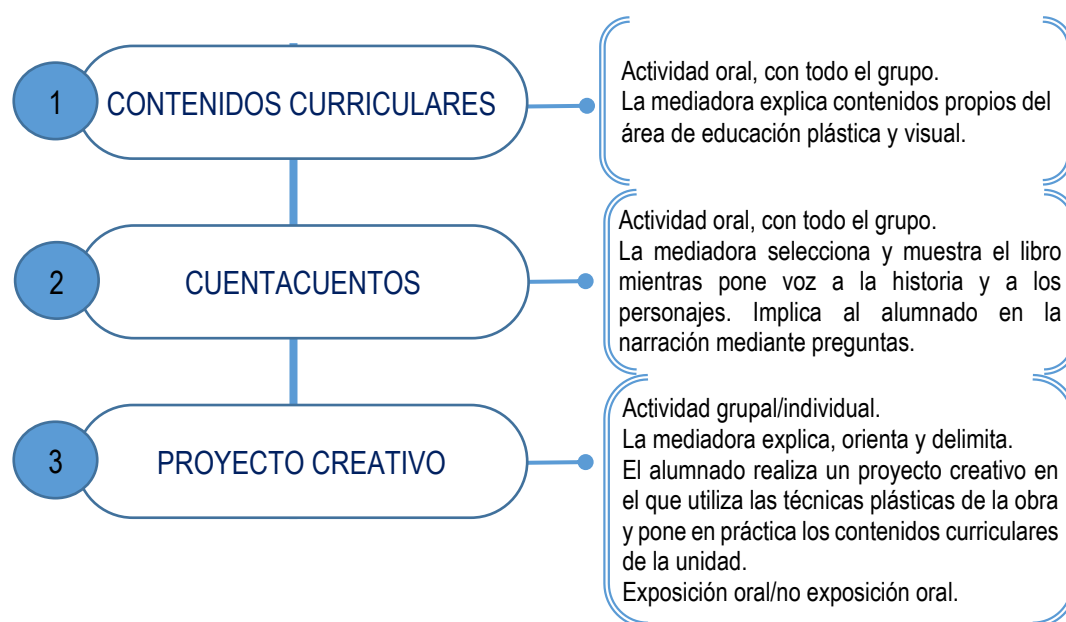 1
CONTENIDOS CURRICULARES
Actividad oral, con todo el grupo.
La mediadora explica contenidos propios del
área de educación plástica y visual.
2
CUENTACUENTOS
Actividad oral, con todo el grupo.
La mediadora selecciona y muestra el libro
mientras pone voz a la historia y a los
personajes. Implica al alumnado en la
narración mediante preguntas.
3
PROYECTO CREATIVO
Actividad grupal/individual.
La mediadora explica, orienta y delimita.
El alumnado realiza un proyecto creativo en
el que utiliza las técnicas plásticas de la obra
y pone en práctica los contenidos curriculares
de la unidad.
Exposición oral/no exposición oral.